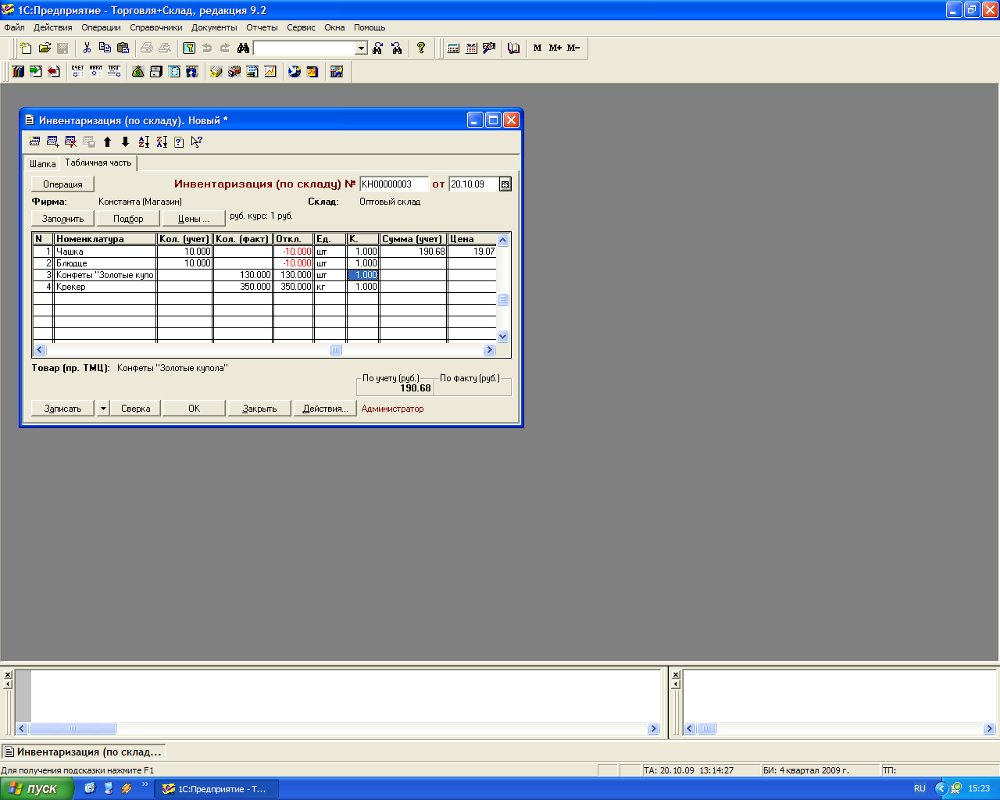 1С:Предприятие - Торговля+Склад, редакция 9.2
Файл Действия Операции Справочники Документы Отчеты Сервис Окна Помощь
M M+ M-
Инвентаризация (по складу). Новый *
Шапка Табличная часть
Операция Инвентаризация (по складу) № КН00000003 от 20.10.09
Фирма: Константа (Магазин) Склад: Оптовый склад
Заполнить Подбор Цены ... руб. курс: 1 руб.
N Номенклатура Кол. (учет) Кол. (факт) Откл. Ед. К. Сумма (учет) Цена
1 Чашка 10.000 -10.000 шт 1.000 190.68 19.07
2 Блюдце 10.000 -10.000 шт 1.000
3 Конфеты "Золотые купо 130.000 130.000 шт 1.000
4 Крекер 350.000 350.000 кг 1.000
Товар (пр. ТМЦ): Конфеты "Золотые купола"
По учету (руб.) По факту (руб.)
190.68
Записать Сверка ОК Закрыть Действия... Администратор
Инвентаризация (по склад...
Для получения подсказки нажмите F1 ТА: 20.10.09 13:14:27 БИ: 4 квартал 2009 г. ТП:
пуск 1С:Предприятие - Т... RU 15:23